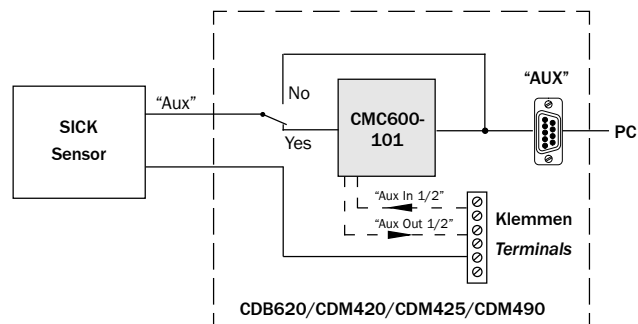 “AUX”
No
“Aux”
SICK
Sensor
CMC600-
101
Yes
PC
“Aux In 1/2”
“Aux Out 1/2”
Klemmen
Terminals
CDB620/CDM420/CDM425/CDM490